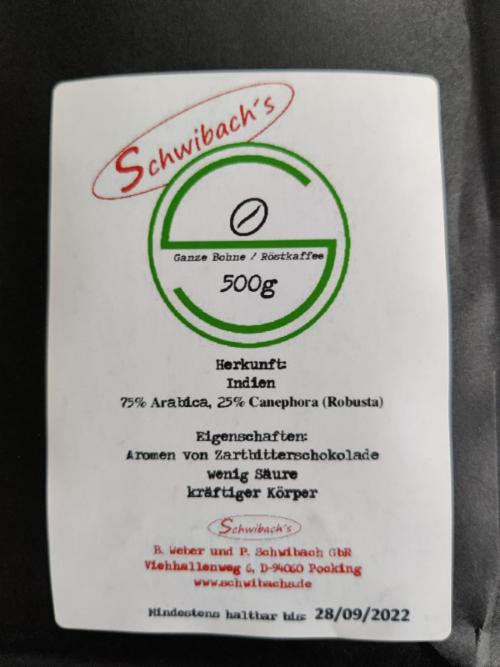 Schwibach's
Ganze Bohne / Röstkaffee
500g
Herkunft:
Indien
75% Arabica, 25% Canephora (Robusta)
Eigenschaften:
Aromen von Zartbitterschokolade
wenig Säure
kräftiger Körper
Schwibach's
B. Weber und P. Schwibach GbR
Viehhallenweg 6, D-94060 Pocking
www.schwibachs.de
Mindestens haltbar bis: 28/09/2022